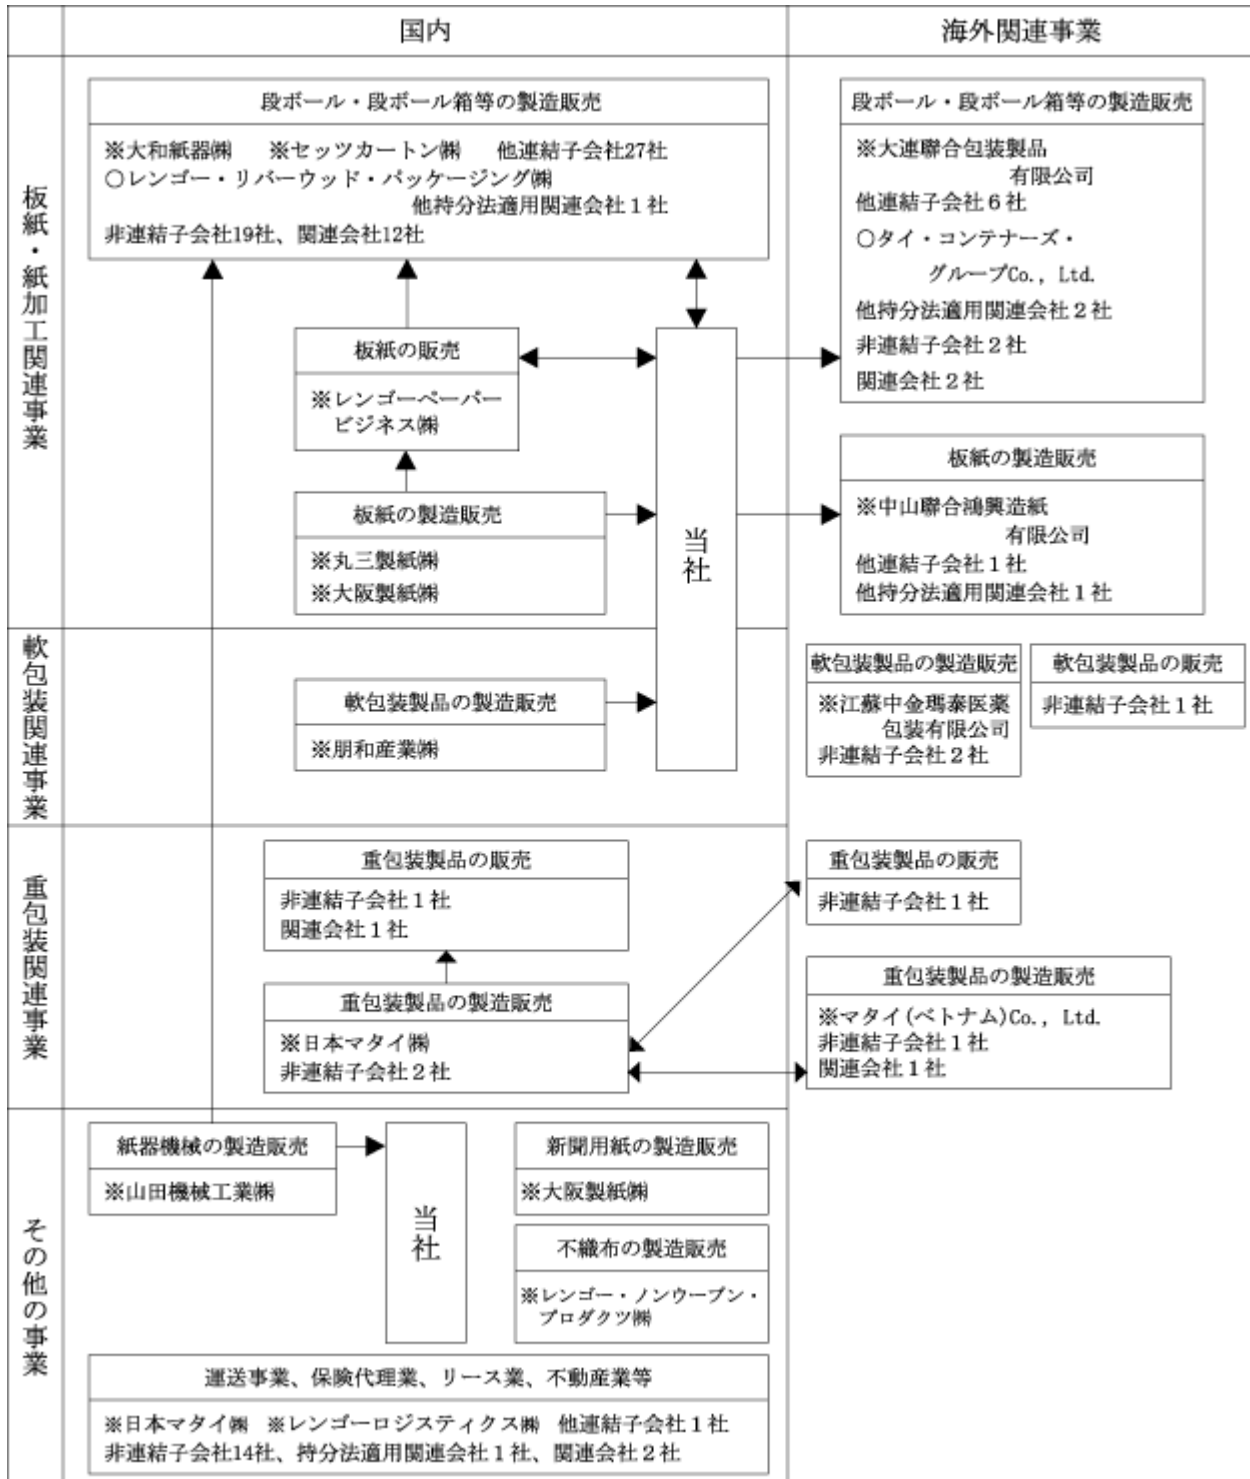 国内
海外関連事業
板紙・紙加工関連事業
段ボール・段ボール箱等の製造販売
※大和紙器㈱　※セッツカートン㈱　他連結子会社27社
○レンゴー・リバーウッド・パッケージング㈱
他持分法適用関連会社１社
非連結子会社19社、関連会社12社
板紙の販売
※レンゴーペーパー
ビジネス㈱
板紙の製造販売
※丸三製紙㈱
※大阪製紙㈱
当社
段ボール・段ボール箱等の製造販売
※大連聯合包装製品
有限公司
他連結子会社６社
○タイ・コンテナーズ・
グループCo., Ltd.
他持分法適用関連会社２社
非連結子会社２社
関連会社２社
板紙の製造販売
※中山聯合鴻興造紙
有限公司
他連結子会社１社
他持分法適用関連会社１社
軟包装関連事業
軟包装製品の製造販売
※朋和産業㈱
軟包装製品の製造販売
※江蘇中金瑪泰医薬
包装有限公司
非連結子会社２社
軟包装製品の販売
非連結子会社１社
重包装関連事業
重包装製品の販売
非連結子会社１社
関連会社１社
重包装製品の製造販売
※日本マタイ㈱
非連結子会社２社
重包装製品の販売
非連結子会社１社
重包装製品の製造販売
※マタイ(ベトナム)Co., Ltd.
非連結子会社１社
関連会社１社
その他の事業
紙器機械の製造販売
※山田機械工業㈱
当社
新聞用紙の製造販売
※大阪製紙㈱
不織布の製造販売
※レンゴー・ノンウーブン・
プロダクツ㈱
運送事業、保険代理業、リース業、不動産業等
※日本マタイ㈱　※レンゴーロジスティクス㈱　他連結子会社１社
非連結子会社14社、持分法適用関連会社１社、関連会社２社